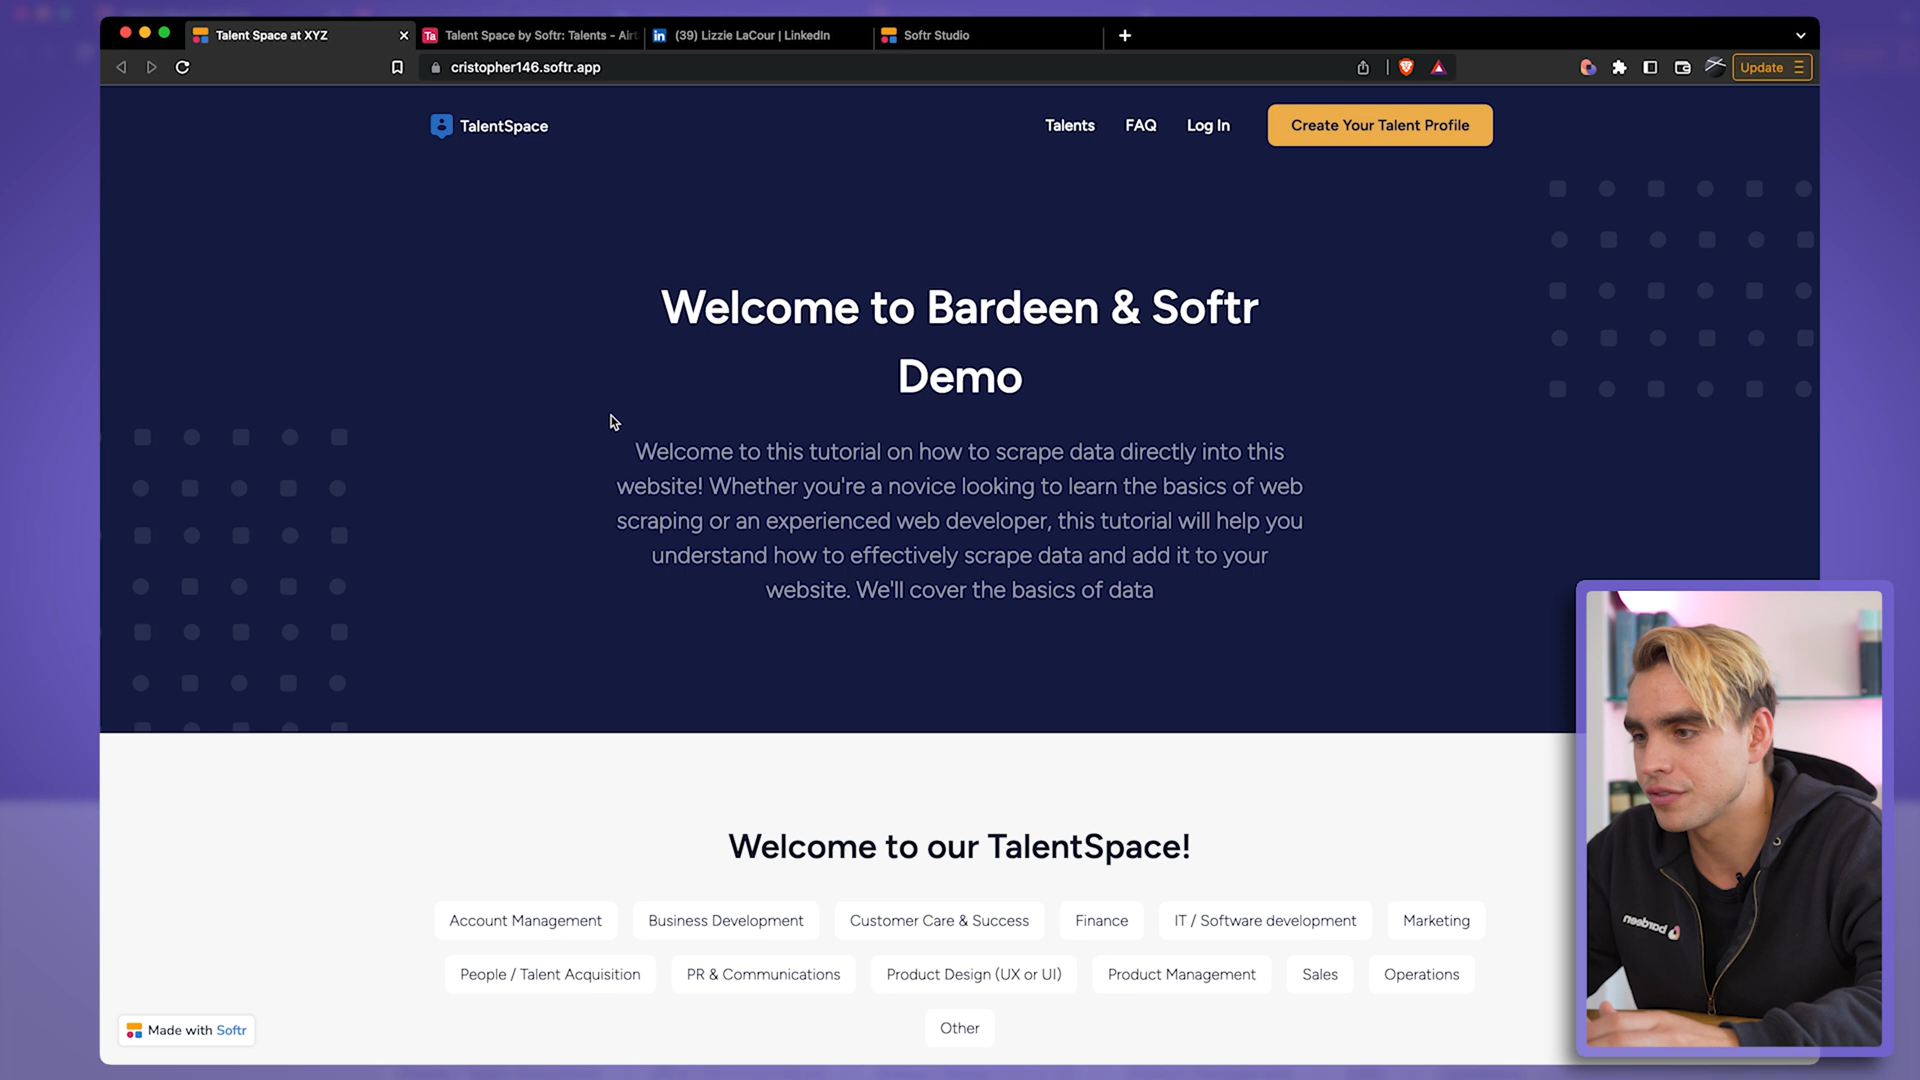 Talent Space at XYZ
Talent Space by Softr: Talents - Airt
(39) Lizzie LaCour | LinkedIn
Softr Studio
cristopher146.softr.app
Update
TalentSpace
Talents
FAQ
Log In
Create Your Talent Profile
Welcome to Bardeen & Softr
Demo
Welcome to this tutorial on how to scrape data directly into this
website! Whether you're a novice looking to learn the basics of web
scraping or an experienced web developer, this tutorial will help you
understand how to effectively scrape data and add it to your
website. We'll cover the basics of data
Welcome to our TalentSpace!
Account Management
Business Development
Customer Care & Success
Finance
IT / Software development
Marketing
People / Talent Acquisition
PR & Communications
Product Design (UX or UI)
Product Management
Sales
Operations
Other
Made with Softr
bardeen